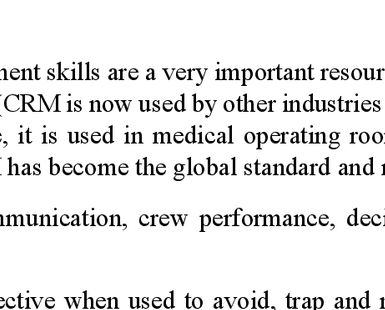 ment skills are a very important resour
CRM is now used by other industries
, it is used in medical operating roo
has become the global standard and
mmunication, crew performance, deci
ective when used to avoid, trap and